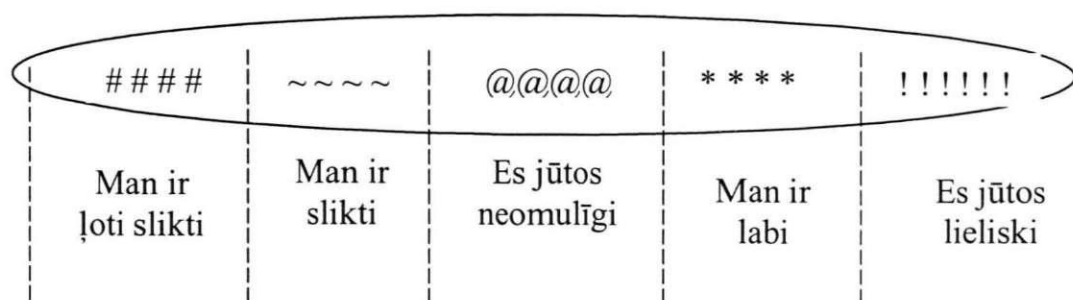 # # # # ~ ~ ~ ~ @@@@ * * * * ! ! ! ! ! !
Man ir
ļoti slikti
Man ir
slikti
Es jūtos
neomulīgi
Man ir
labi
Es jūtos
lieliski